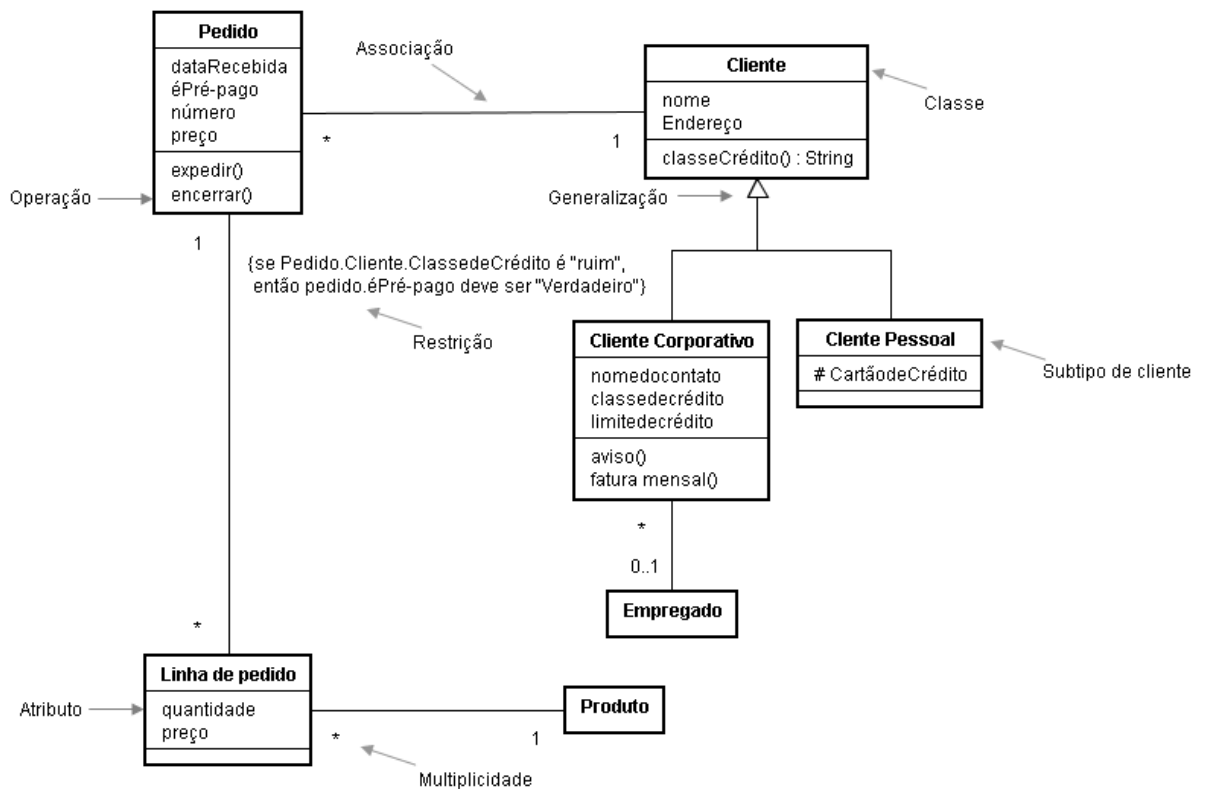 Pedido
dataRecebida
éPré-pago
número
preço
expedir()
encerrar()
Operação
Associação
*
1
Cliente
nome
Endereço
classeCrédito() : String
Classe
Generalização
1
{se Pedido.Cliente.ClassedeCrédito é "ruim",
então pedido.éPré-pago deve ser "Verdadeiro"}
Restrição
Cliente Corporativo
nomedocontato
classedecrédito
limitedecrédito
aviso()
fatura mensal()
Clente Pessoal
# CartãodeCrédito
Subtipo de cliente
*
0..1
Empregado
*
Linha de pedido
quantidade
preço
Atributo
*
1
Produto
Multiplicidade